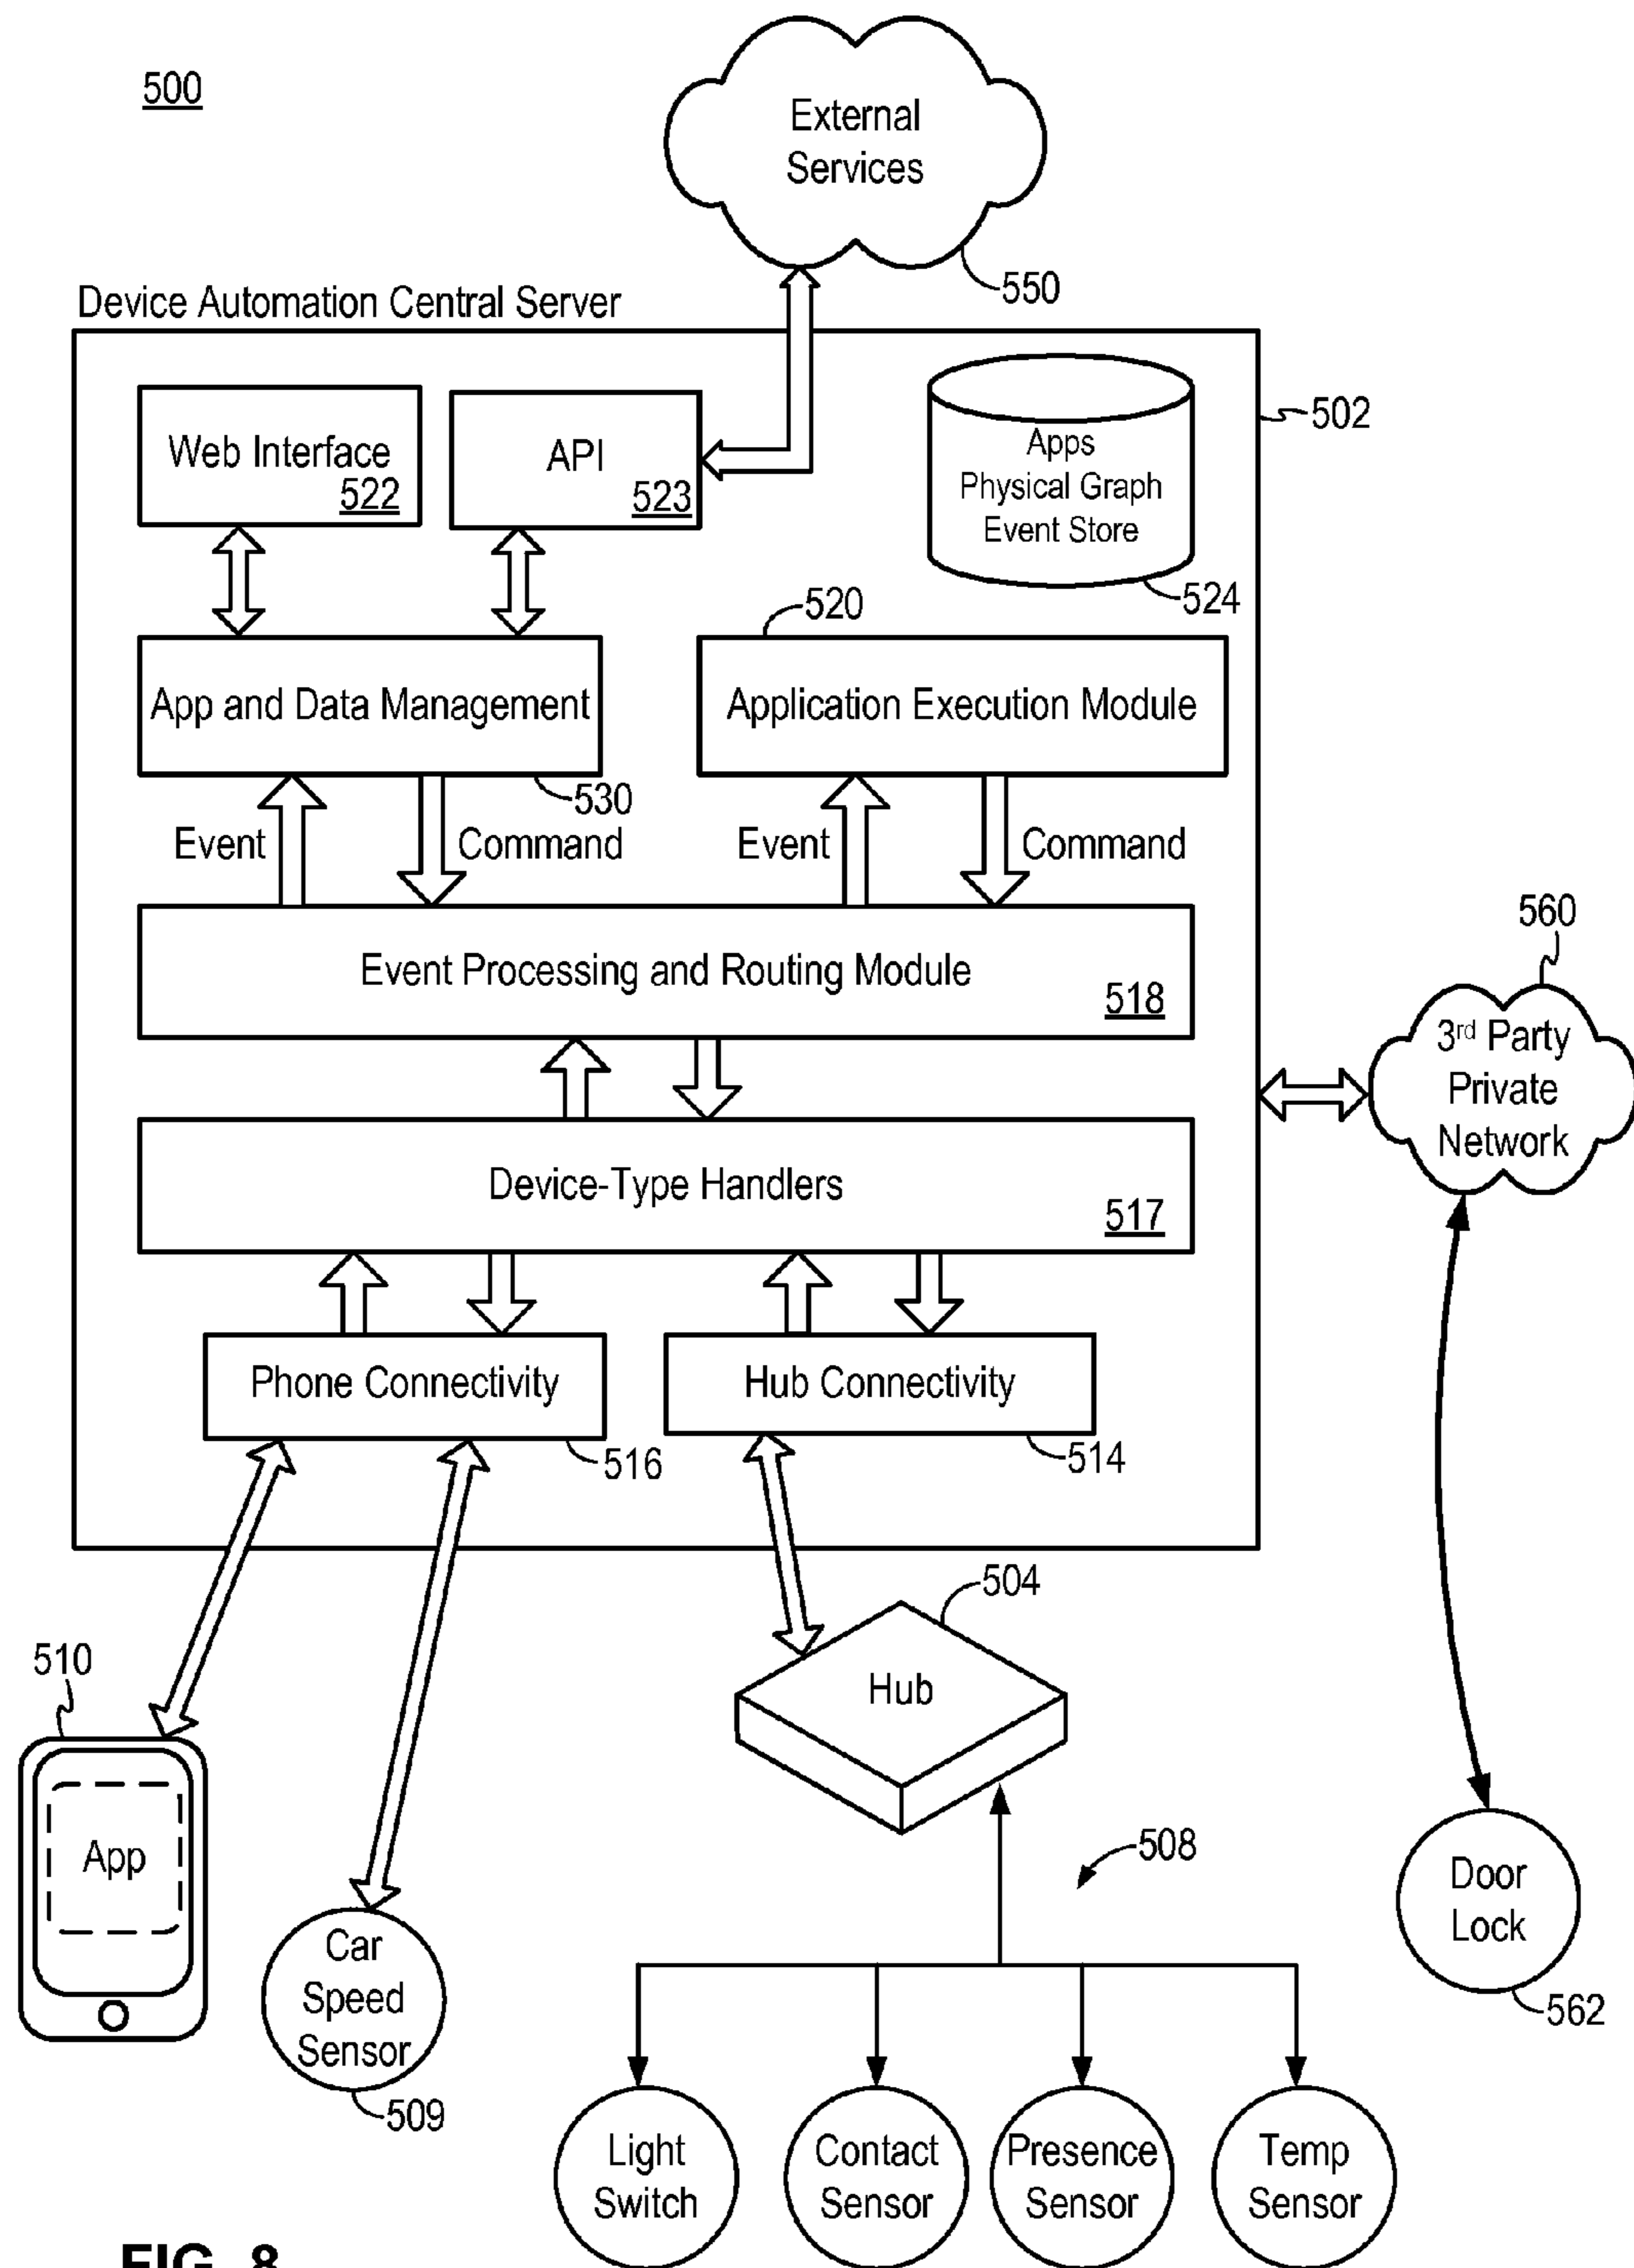 500
External
Services
550
Device Automation Central Server
502
Web Interface
522
API
523
Apps
Physical Graph
Event Store
524
520
App and Data Management
530
Application Execution Module
Event
Command
Event
Command
Event Processing and Routing Module
518
560
3rd Party
Private
Network
Device-Type Handlers
517
Phone Connectivity
516
Hub Connectivity
514
504
Hub
510
App
508
Car
Speed
Sensor
509
Door
Lock
562
Light
Switch
Contact
Sensor
Presence
Sensor
Temp
Sensor
FIG. 8